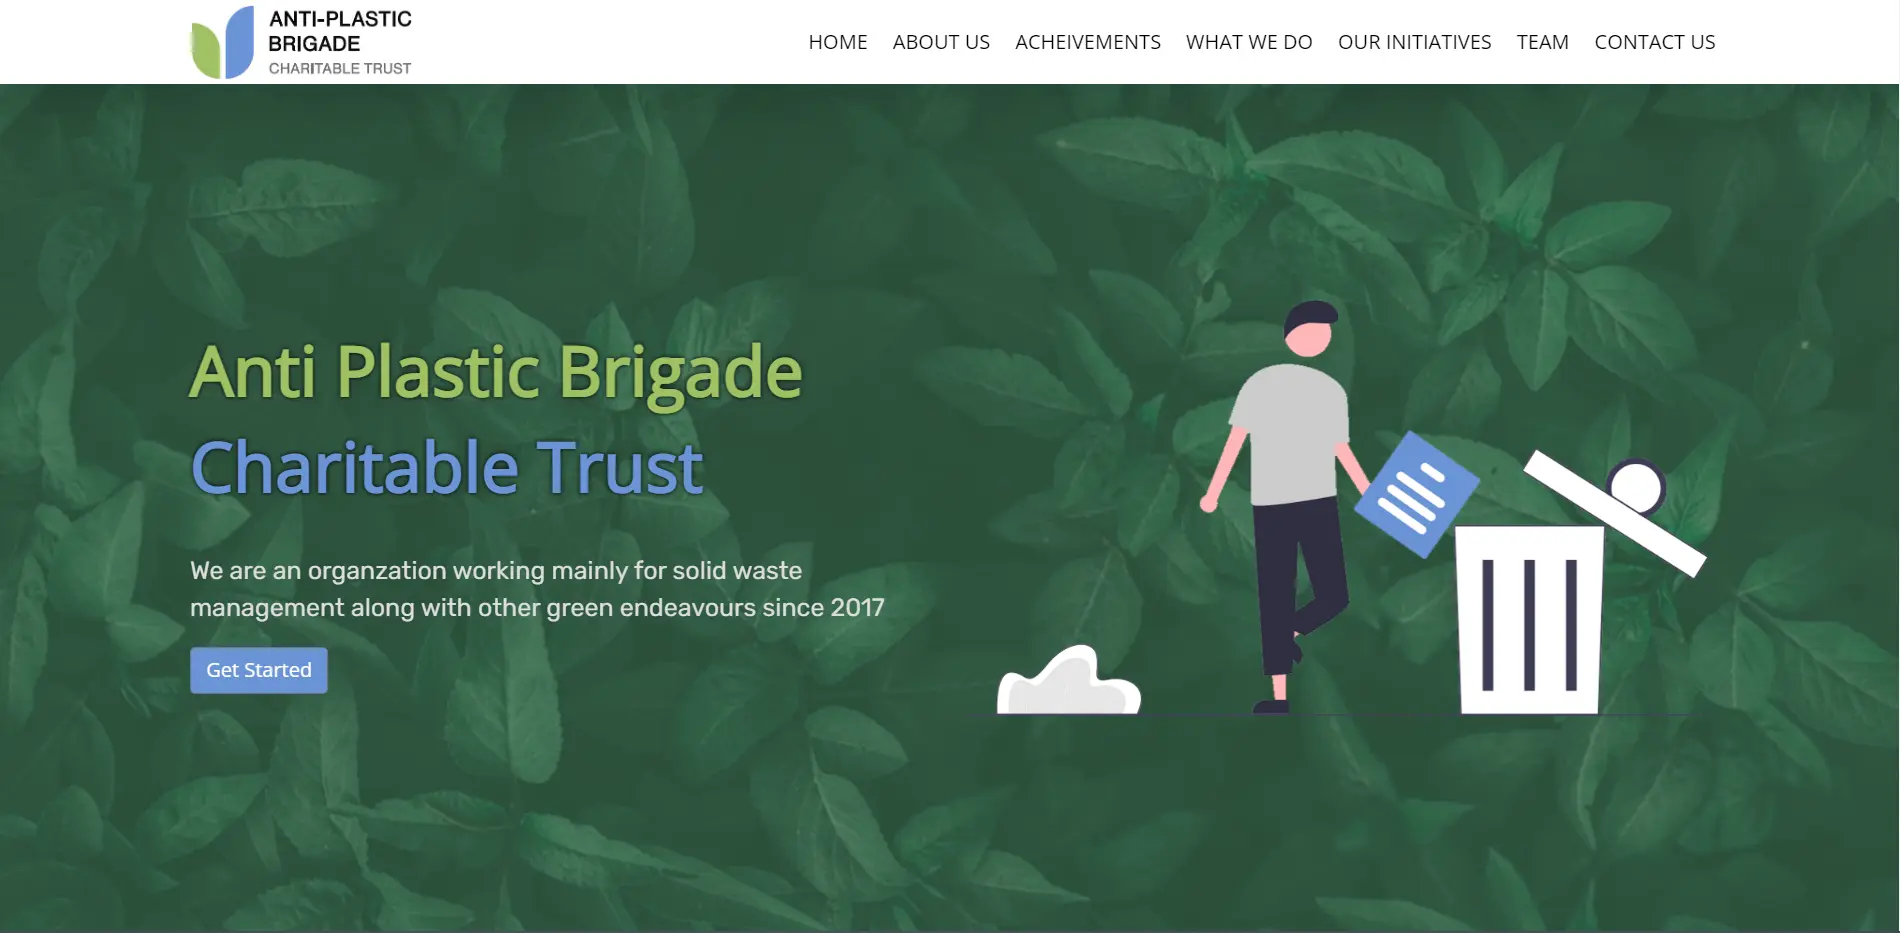 ANTI-PLASTIC
BRIGADE
CHARITABLE TRUST
HOME ABOUT US ACHEIVEMENTS WHAT WE DO OUR INITIATIVES TEAM CONTACT US
Anti Plastic Brigade
Charitable Trust
We are an organzation working mainly for solid waste
management along with other green endeavours since 2017
Get Started